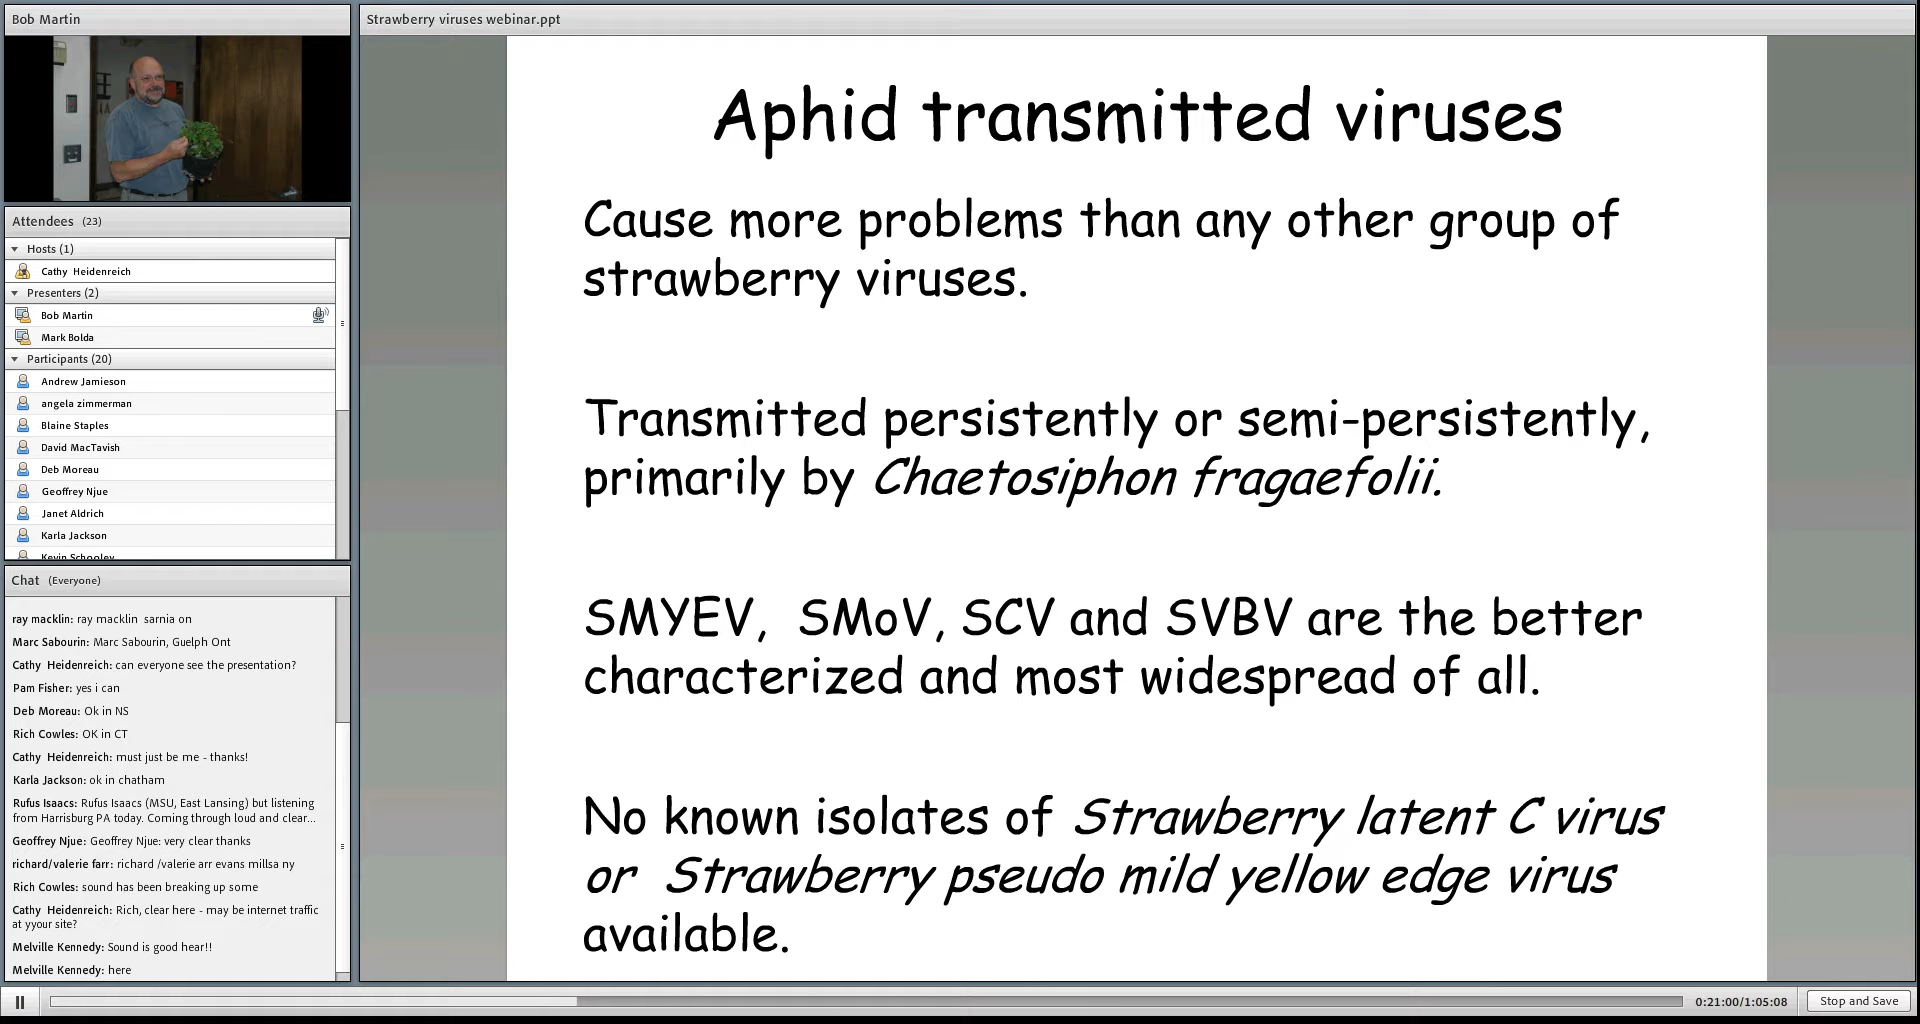 Bob Martin
Attendees (23)
Hosts (1)
Cathy Heidenreich
Presenters (2)
Bob Martin
Mark Bolda
Participants (20)
Andrew Jamieson
angela zimmerman
Blaine Staples
David MacTavish
Deb Moreau
Geoffrey Njue
Janet Aldrich
Karla Jackson
Kevin Schooley
Chat (Everyone)
ray macklin: ray macklin sarnia on
Marc Sabourin: Marc Sabourin, Guelph Ont
Cathy Heidenreich: can everyone see the presentation?
Pam Fisher: yes i can
Deb Moreau: Ok in NS
Rich Cowles: OK in CT
Cathy Heidenreich: must just be me - thanks!
Karla Jackson: ok in chatham
Rufus Isaacs: Rufus Isaacs (MSU, East Lansing) but listening
from Harrisburg PA today. Coming through loud and clear...
Geoffrey Njue: Geoffrey Njue: very clear thanks
richard/valerie farr: richard /valerie arr evans millsa ny
Rich Cowles: sound has been breaking up some
Cathy Heidenreich: Rich, clear here - may be internet traffic
at yyour site?
Melville Kennedy: Sound is good hear!!
Melville Kennedy: here
Strawberry viruses webinar.ppt
Aphid transmitted viruses
Cause more problems than any other group of
strawberry viruses.
Transmitted persistently or semi-persistently,
primarily by Chaetosiphon fragaefolii.
SMYEV, SMoV, SCV and SVBV are the better
characterized and most widespread of all.
No known isolates of Strawberry latent C virus
or Strawberry pseudo mild yellow edge virus
available.
0:21:00/1:05:08
Stop and Save